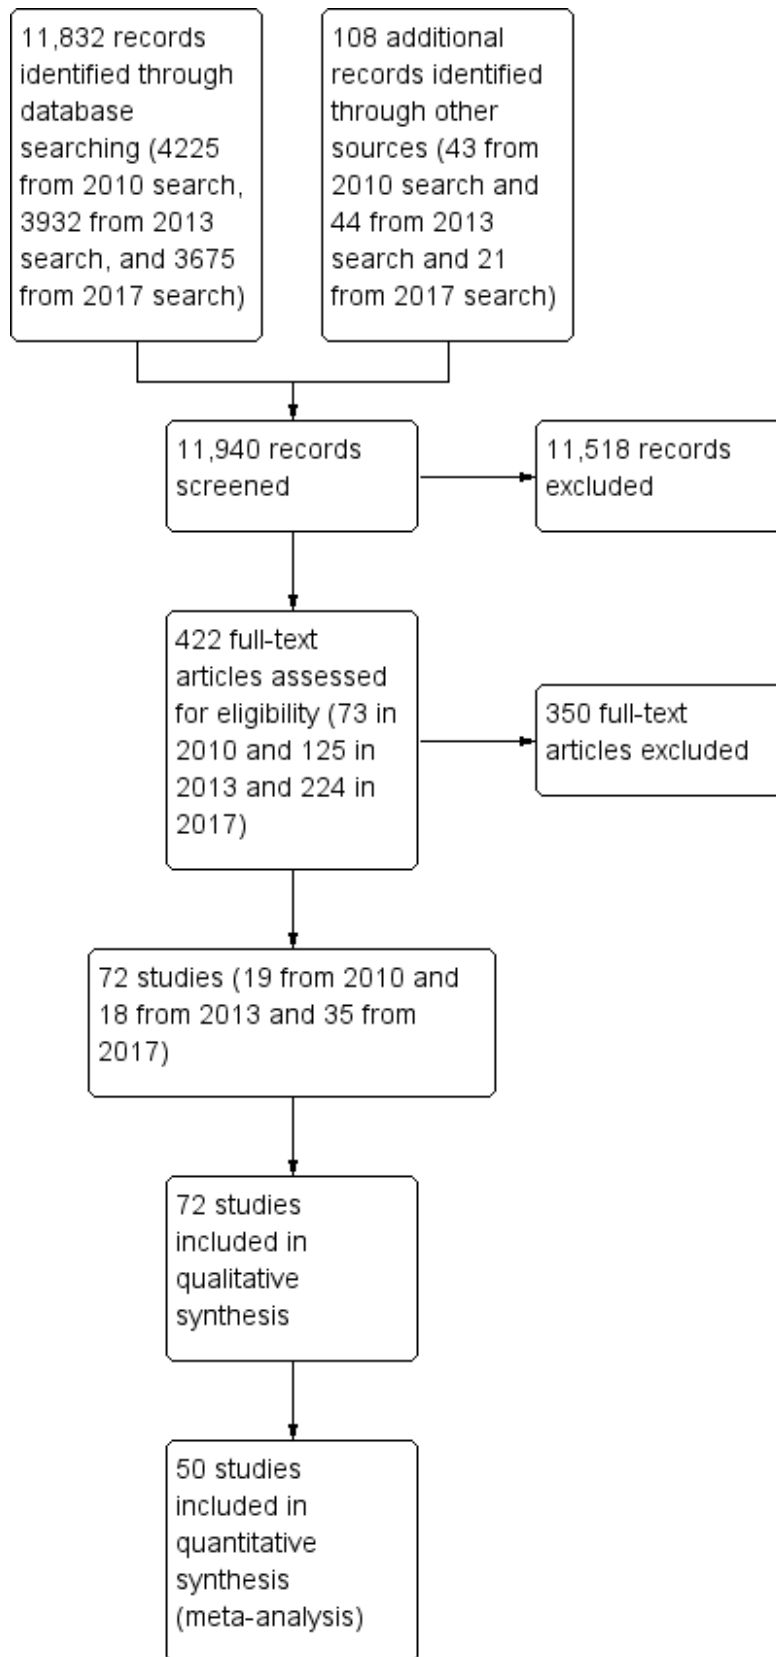 11,832 records
identified through
database
searching (4225
from 2010 search,
3932 from 2013
search, and 3675
from 2017 search)
108 additional
records identified
through other
sources (43 from
2010 search and
44 from 2013
search and 21
from 2017 search)
11,940 records
screened
11,518 records
excluded
422 full-text
articles assessed
for eligibility (73 in
2010 and 125 in
2013 and 224 in
2017)
350 full-text
articles excluded
72 studies (19 from 2010 and
18 from 2013 and 35 from
2017)
72 studies
included in
qualitative
synthesis
50 studies
included in
quantitative
synthesis
(meta-analysis)